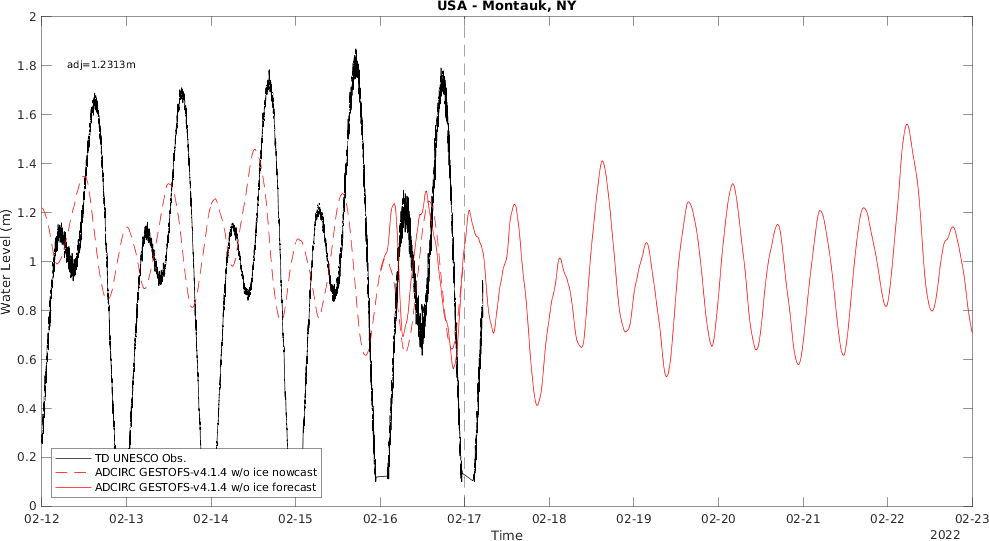 USA - Montauk, NY
2
1.8
adj=1.2313m
1.6
1.4
1.2
1
0.8
0.6
0.4
0.2
0
Water Level (m)
TD UNESCO Obs.
ADCIRC GESTOFS-v4.1.4 w/o ice nowcast
ADCIRC GESTOFS-v4.1.4 w/o ice forecast
02-12 02-13 02-14 02-15 02-16 02-17 02-18 02-19 02-20 02-21 02-22 02-23
Time
2022